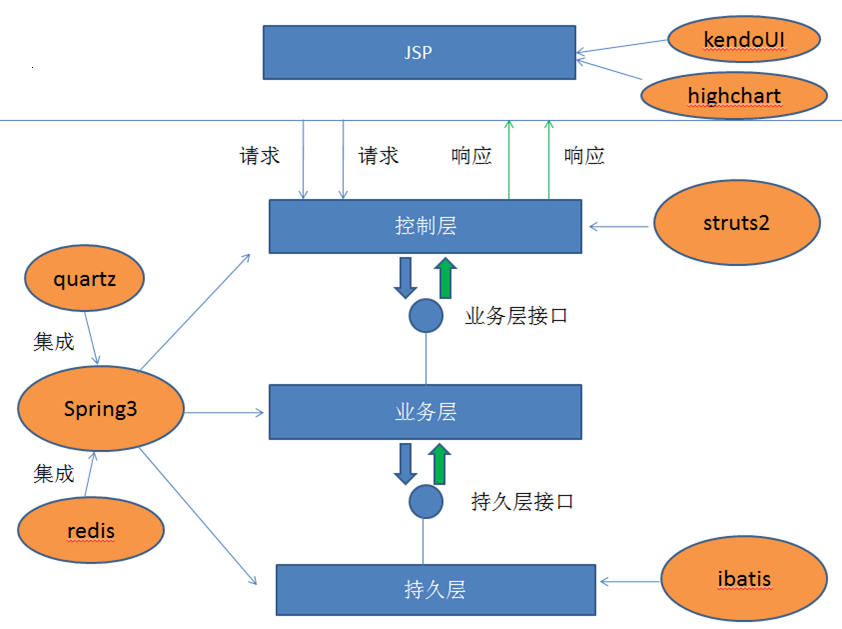 JSP
kendoUI
highchart
请求
请求
响应
响应
控制层
struts2
quartz
业务层接口
集成
Spring3
业务层
集成
持久层接口
redis
持久层
ibatis